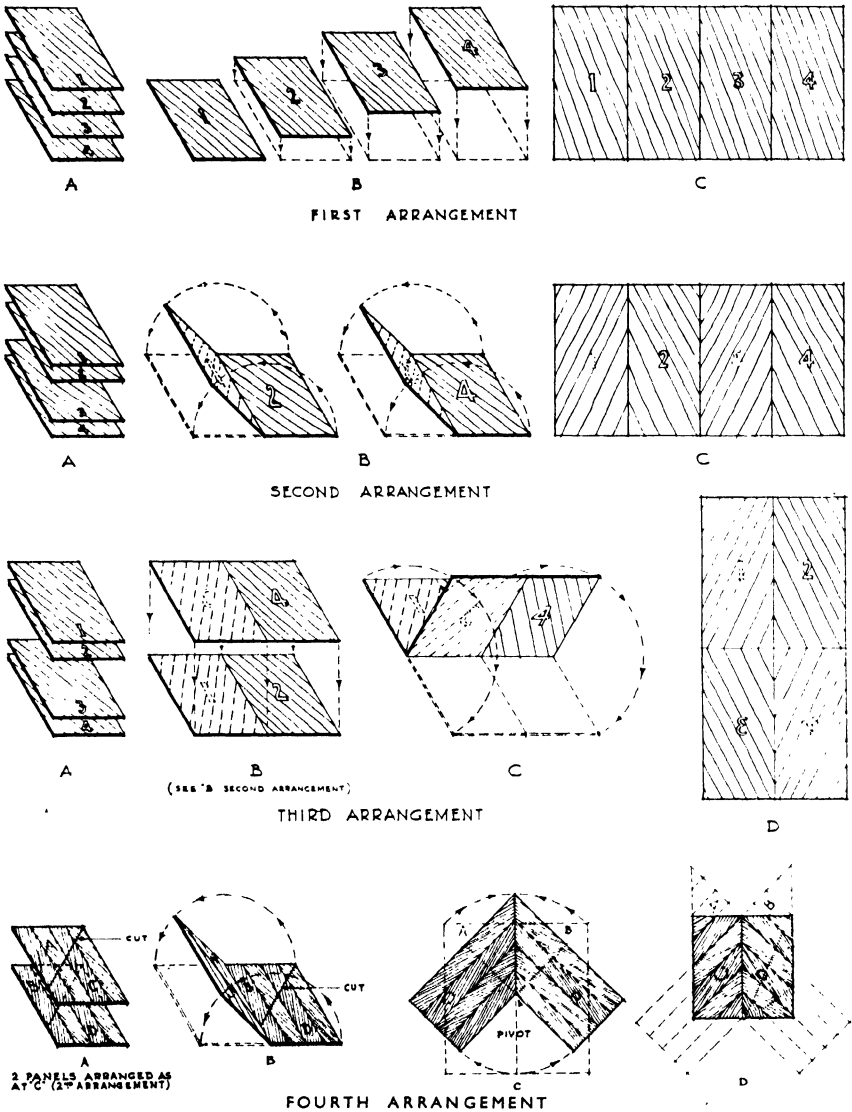 1
2
3
4
1
2
3
4
1
2
3
4
A
B
C
FIRST ARRANGEMENT
3
4
2
4
2
4
A
B
C
SECOND ARRANGEMENT
1
2
3
4
4
2
4
2
3
A
B
C
(SEE "B SECOND ARRANGEMENT)
THIRD ARRANGEMENT
D
A
B
C
D
CUT
CUT
A
B
PIVOT
A
B
C
D
2 PANELS ARRANGED AS
AT "C" (2ND ARRANGEMENT)
FOURTH ARRANGEMENT